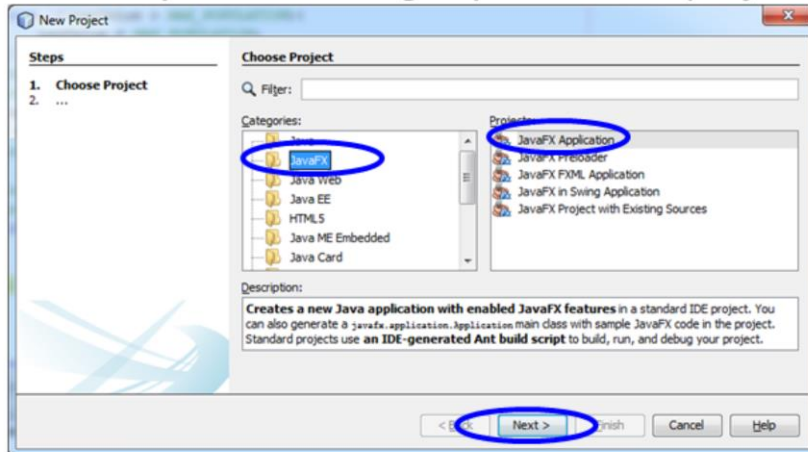 New Project
Steps
1. Choose Project
2. ...
Choose Project
Filter:
Categories:
JavaFX
Java Web
Java EE
HTML5
Java ME Embedded
Java Card
Projects:
JavaFX Application
JavaFX Preloader
JavaFX FXML Application
JavaFX in Swing Application
JavaFX Project with Existing Sources
Description:
Creates a new Java application with enabled JavaFX features in a standard IDE project. You
can also generate a javafx.application.Application main class with sample JavaFX code in the project.
Standard projects use an IDE-generated Ant build script to build, run, and debug your project.
< Back
Next >
Finish
Cancel
Help